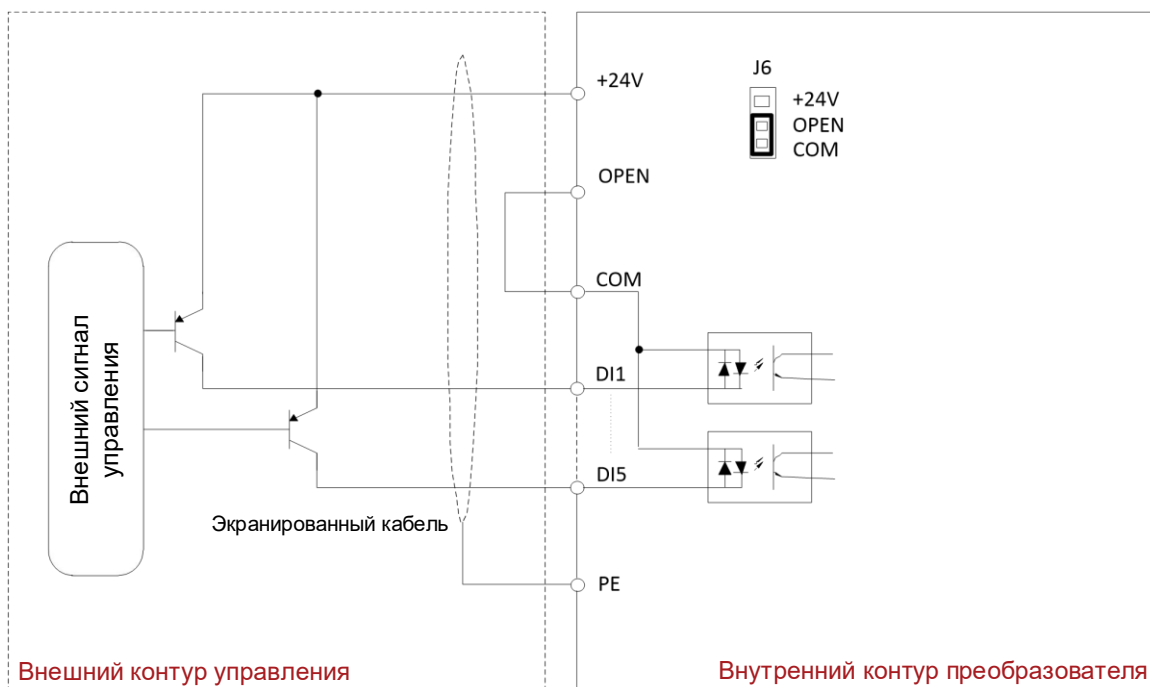 J6
+24V
+24V
OPEN
COM
OPEN
COM
Внешний сигнал
управления
DI1
DI5
Экранированный кабель
PE
Внешний контур управления
Внутренний контур преобразователя